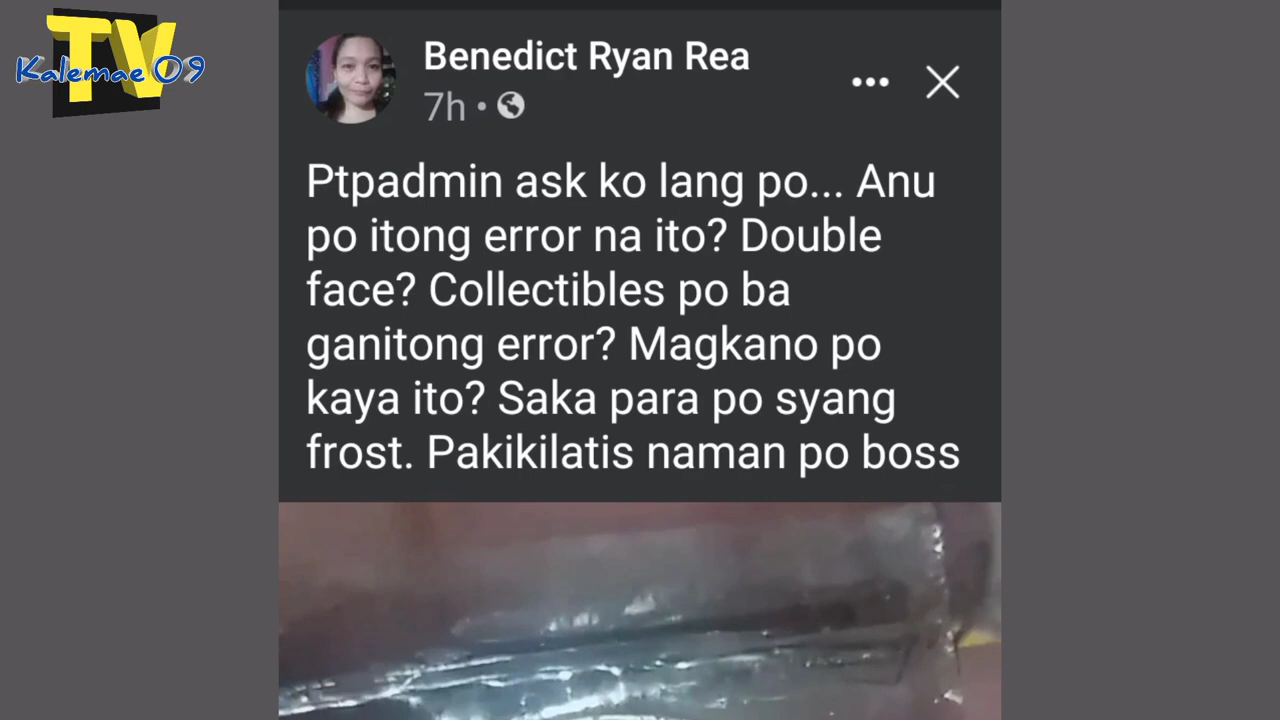 TV
Kalemae 09
Benedict Ryan Rea
7h •
Ptpadmin ask ko lang po... Anu
po itong error na ito? Double
face? Collectibles po ba
ganitong error? Magkano po
kaya ito? Saka para po syang
frost. Pakikilatis naman po boss